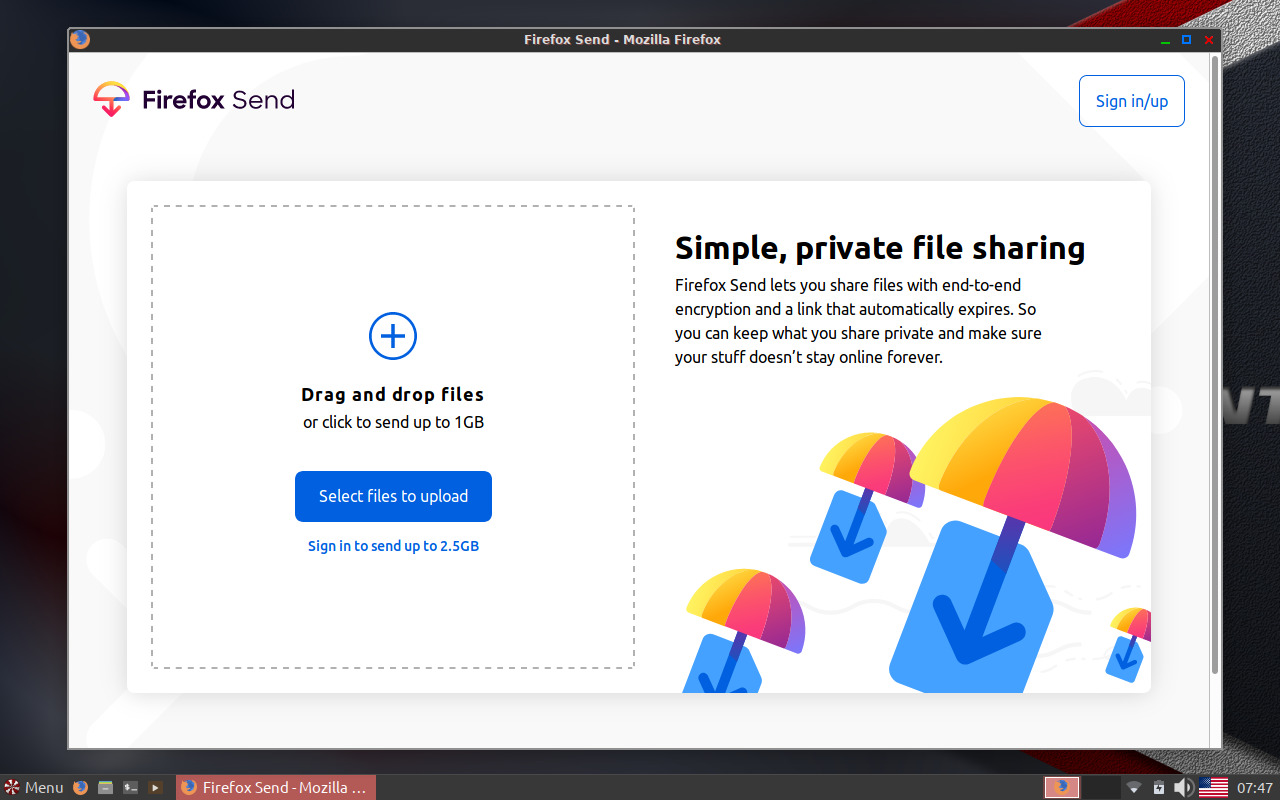 Firefox Send - Mozilla Firefox
Firefox Send
Sign in/up
Drag and drop files
or click to send up to 1GB
Select files to upload
Sign in to send up to 2.5GB
Simple, private file sharing
Firefox Send lets you share files with end-to-end
encryption and a link that automatically expires. So
you can keep what you share private and make sure
your stuff doesn’t stay online forever.
NT
Menu
Firefox Send - Mozilla ...
07:47